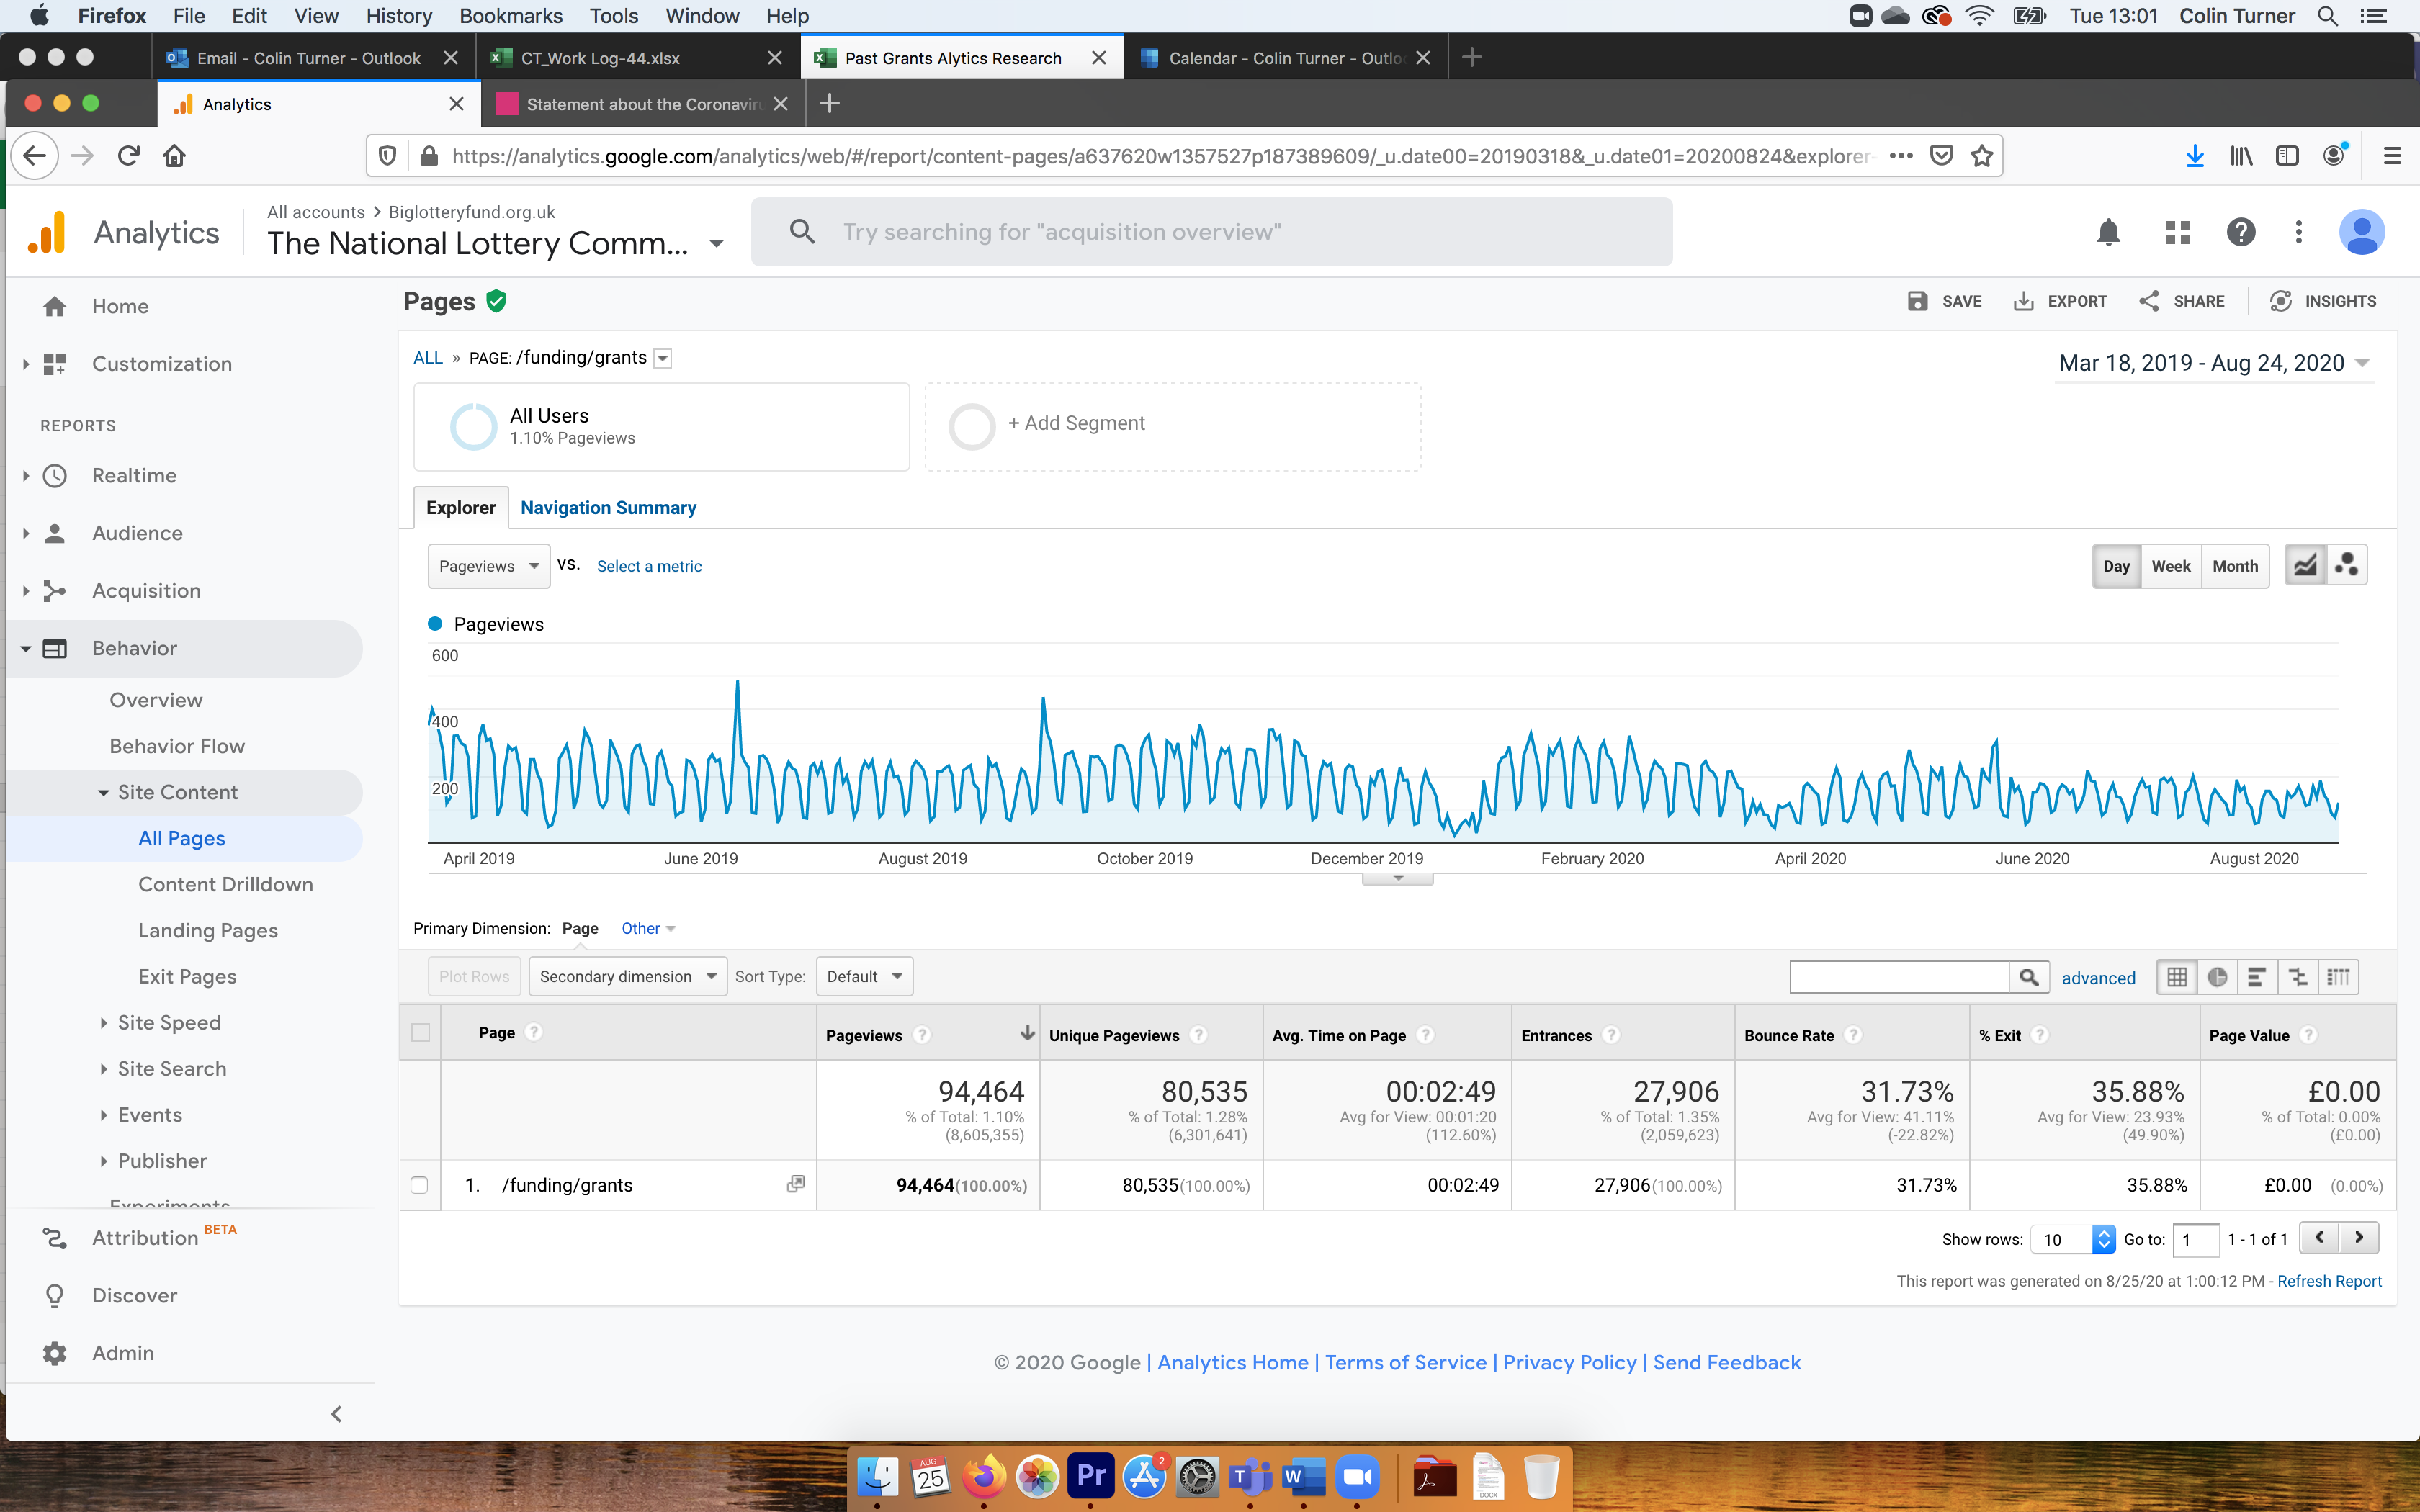 Firefox File Edit View History Bookmarks Tools Window Help Tue 13:01 Colin Turner
Email - Colin Turner - Outlook CT_Work Log-44.xlsx Past Grants Alytics Research Calendar - Colin Turner - Outlo
Analytics Statement about the Coronaviru
https://analytics.google.com/analytics/web/#/report/content-pages/a637620w1357527p187389609/_u.date00=20190318&_u.date01=20200824&explorer-
Analytics
All accounts > Biglotteryfund.org.uk
The National Lottery Comm...
Try searching for "acquisition overview"
Home
Customization
REPORTS
Realtime
Audience
Acquisition
Behavior
Overview
Behavior Flow
Site Content
All Pages
Content Drilldown
Landing Pages
Exit Pages
Site Speed
Site Search
Events
Publisher
Experiments
Attribution BETA
Discover
Admin
Pages
SAVE EXPORT SHARE INSIGHTS
ALL » PAGE: /funding/grants
Mar 18, 2019 - Aug 24, 2020
All Users
1.10% Pageviews
+ Add Segment
Explorer Navigation Summary
Pageviews VS. Select a metric
Day Week Month
Pageviews
600
400
200
April 2019 June 2019 August 2019 October 2019 December 2019 February 2020 April 2020 June 2020 August 2020
Primary Dimension: Page Other
Plot Rows Secondary dimension Sort Type: Default advanced
Page ? Pageviews ? Unique Pageviews ? Avg. Time on Page ? Entrances ? Bounce Rate ? % Exit ? Page Value ?
94,464 80,535 00:02:49 27,906 31.73% 35.88% £0.00
% of Total: 1.10% % of Total: 1.28% Avg for View: 00:01:20 % of Total: 1.35% Avg for View: 41.11% Avg for View: 23.93% % of Total: 0.00%
(8,605,355) (6,301,641) (112.60%) (2,059,623) (-22.82%) (49.90%) (£0.00)
1. /funding/grants 94,464(100.00%) 80,535(100.00%) 00:02:49 27,906(100.00%) 31.73% 35.88% £0.00 (0.00%)
Show rows: 10 Go to: 1 1 - 1 of 1
This report was generated on 8/25/20 at 1:00:12 PM - Refresh Report
© 2020 Google | Analytics Home | Terms of Service | Privacy Policy | Send Feedback
AUG
25
Pr
2
T
W
DOCX